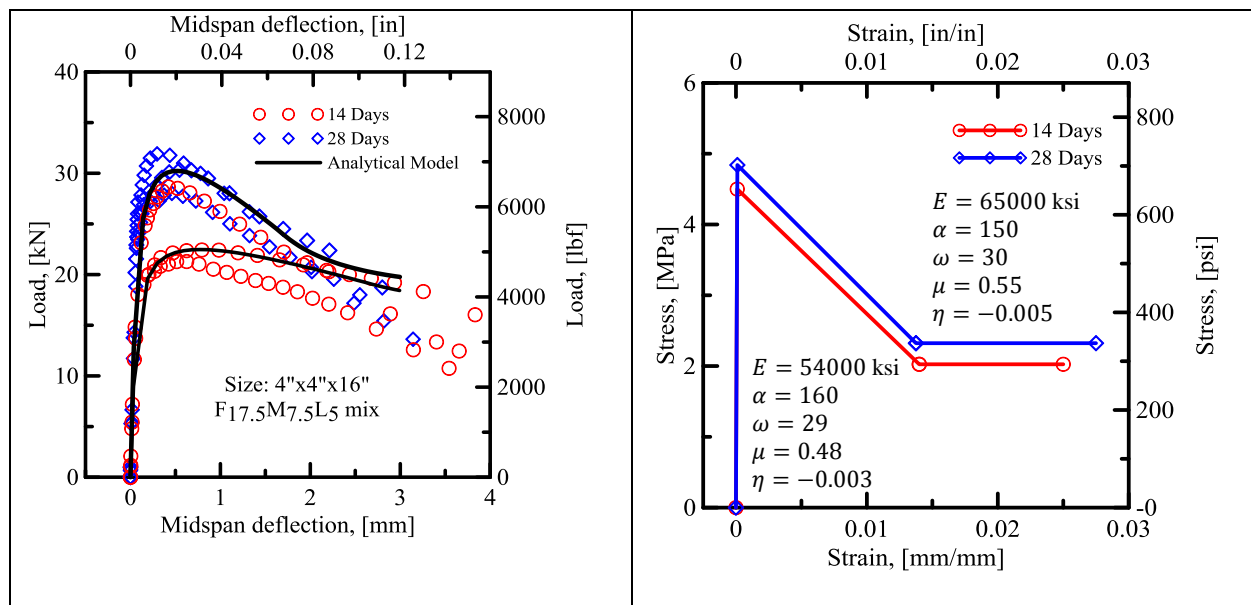 Midspan deflection, [in]
0 0.04 0.08 0.12
40
30
20
10
0
Load, [kN]
8000
6000
4000
2000
0
Load, [lbf]
14 Days
28 Days
Analytical Model
Size: 4"x4"x16"
F17.5M7.5L5 mix
0 1 2 3 4
Midspan deflection, [mm]
Strain, [in/in]
0 0.01 0.02 0.03
6
4
2
0
Stress, [MPa]
800
600
400
200
-0
Stress, [psi]
14 Days
28 Days
E = 65000 ksi
α = 150
ω = 30
μ = 0.55
η = −0.005
E = 54000 ksi
α = 160
ω = 29
μ = 0.48
η = −0.003
0 0.01 0.02 0.03
Strain, [mm/mm]